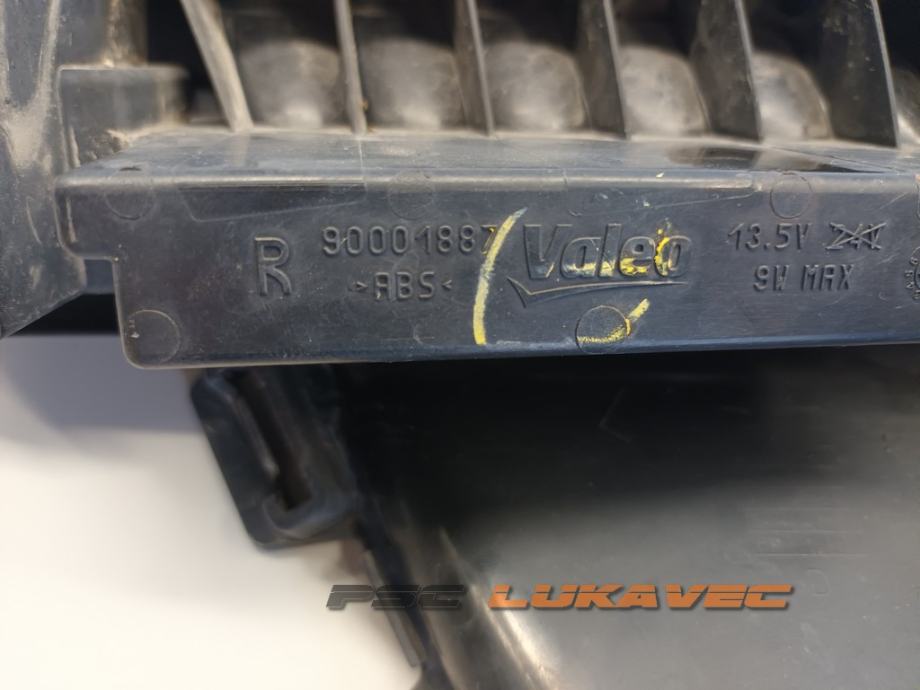 R 90001887 Valeo 13.5V 24V
>ABS< 9W MAX
PSC LUKAVEC